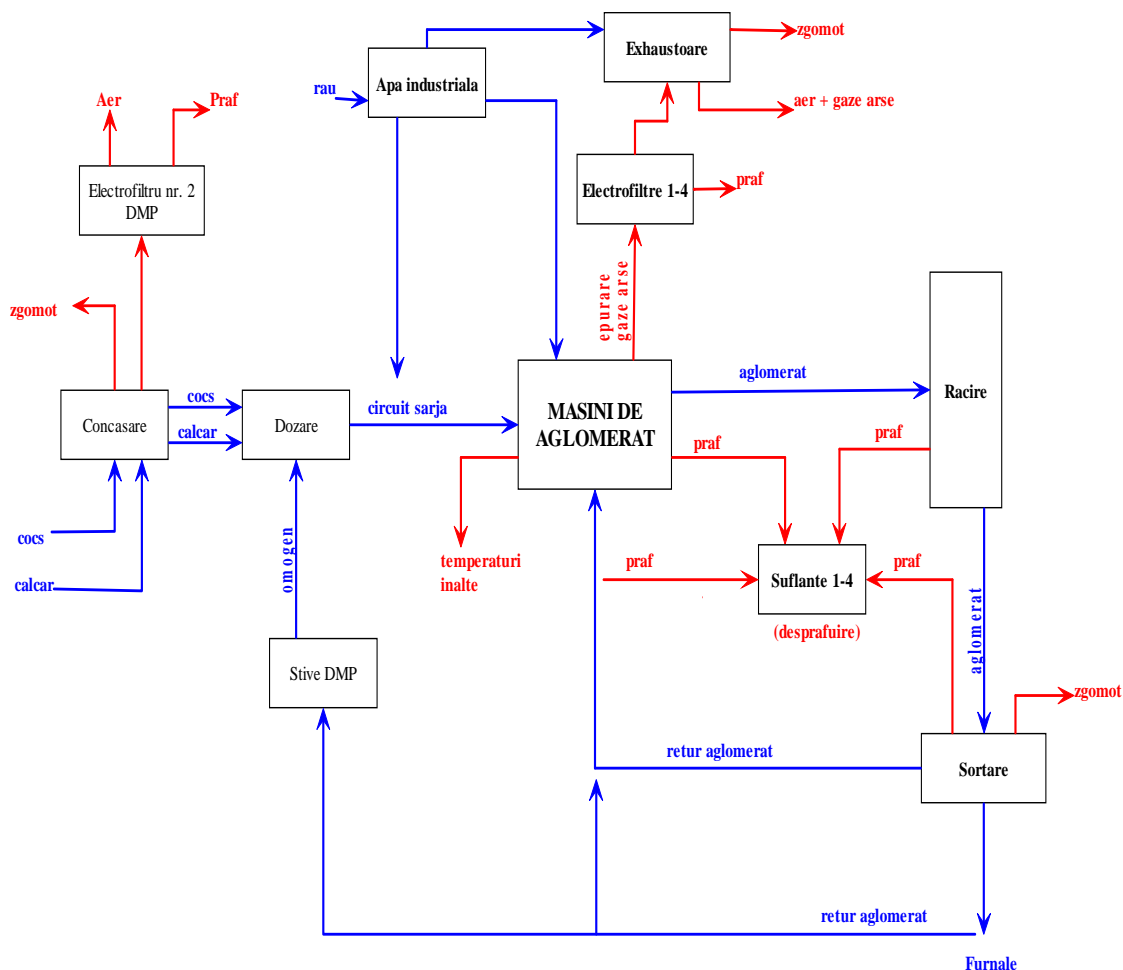 zgomot
Exhaustoare
Apa industriala
rau
Aer
Praf
aer + gaze arse
Electrofiltru nr. 2
DMP
Electrofiltre 1-4
praf
epurare
gaze arse
zgomot
aglomerat
Racire
cocs
circuit sarja
MASINI DE
AGLOMERAT
Concasare
Dozare
calcar
praf
praf
cocs
omogen
temperaturi
inalte
praf
praf
Suflante 1-4
calcar
(desprafuire)
aglomerat
Stive DMP
zgomot
retur aglomerat
Sortare
retur aglomerat
Furnale